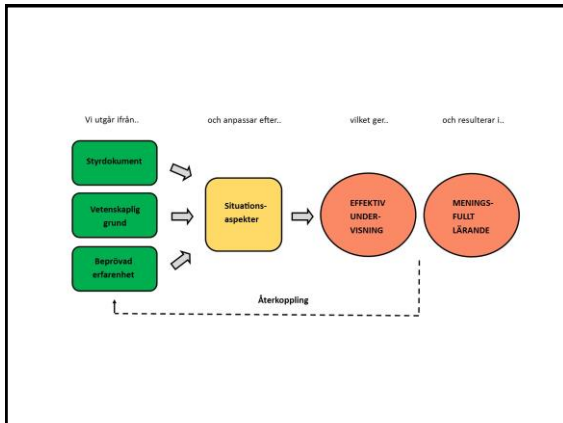 Vi utgår ifrån..
och anpassar efter..
vilket ger..
och resulterar i..
Styrdokument
Vetenskaplig
grund
Beprövad
erfarenhet
Situations-
aspekter
EFFEKTIV
UNDER-
VISNING
MENINGS-
FULLT
LÄRANDE
Återkoppling